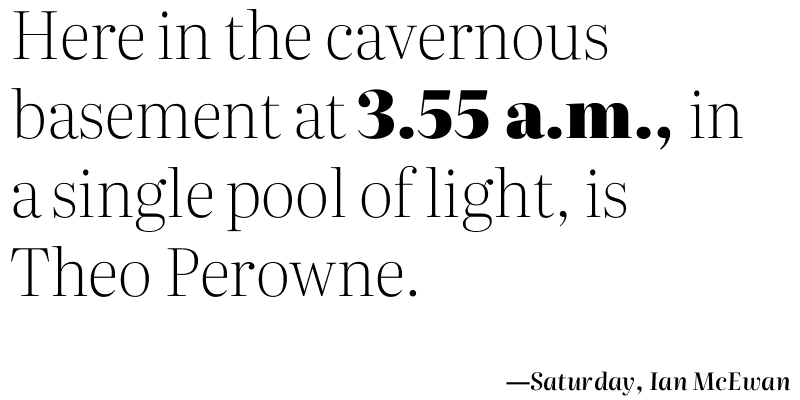 Here in the cavernous
basement at 3.55 a.m., in
a single pool of light, is
Theo Perowne.
—Saturday, Ian McEwan